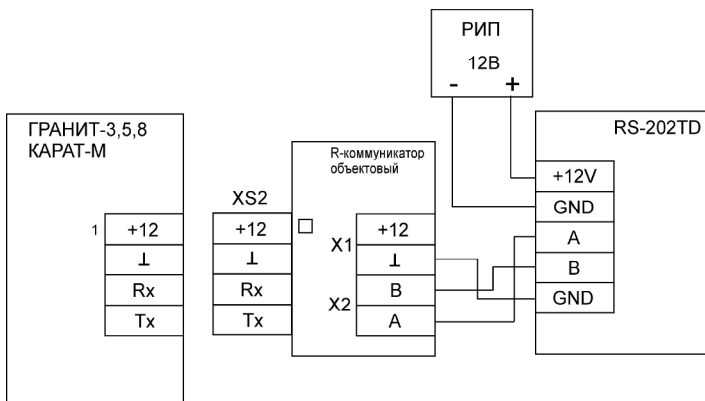 РИП
12В
- +
ГРАНИТ-3,5,8
КАРАТ-М
1
+12
⊥
Rx
Tx
XS2
+12
⊥
Rx
Tx
R-коммуникатор
объектовый
X1
+12
⊥
X2
B
A
RS-202TD
+12V
GND
A
B
GND